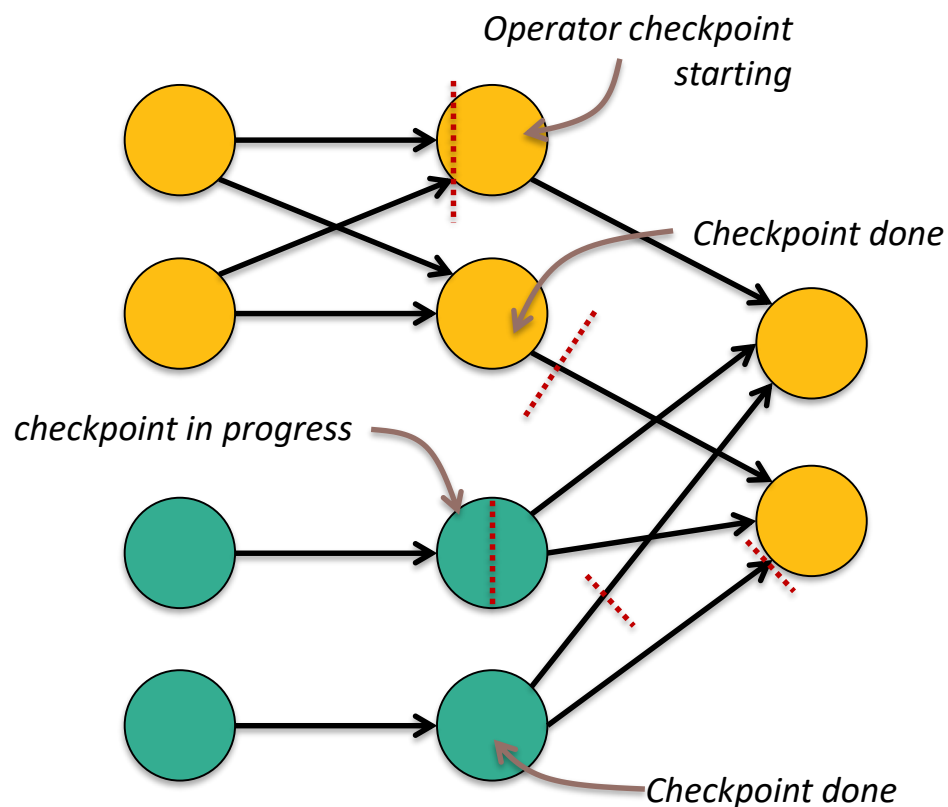 Operator checkpoint
starting
Checkpoint done
checkpoint in progress
Checkpoint done